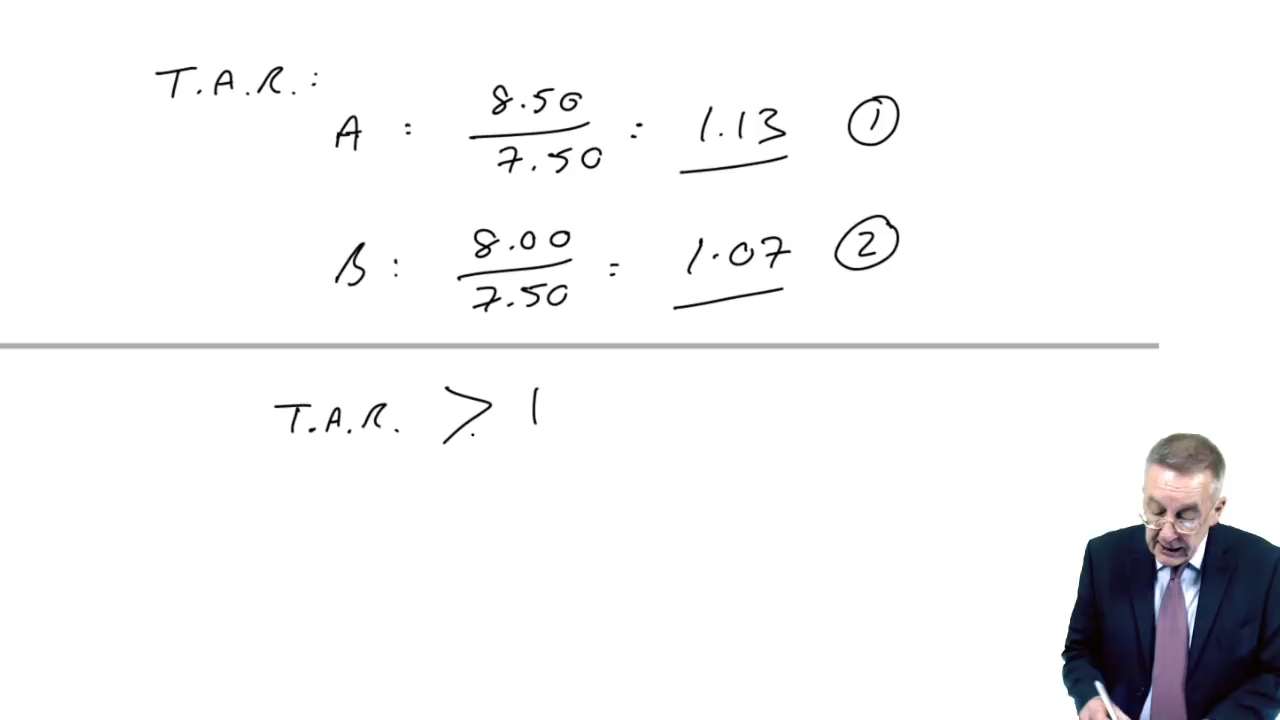 T.A.R. :
A : 8.50 / 7.50 : 1.13 ①
B : 8.00 / 7.50 = 1.07 ②
T.A.R. > 1